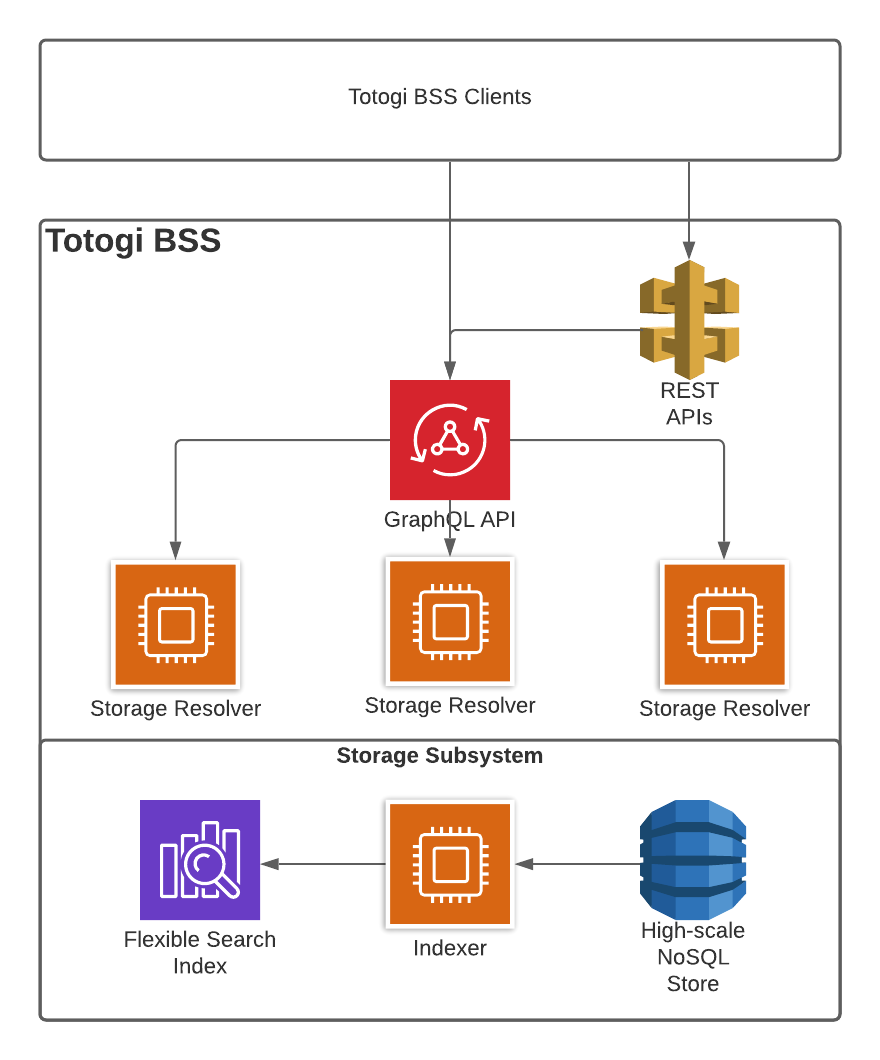 Totogi BSS Clients
Totogi BSS
REST
APIs
GraphQL API
Storage Resolver
Storage Resolver
Storage Resolver
Storage Subsystem
Flexible Search
Index
Indexer
High-scale
NoSQL
Store